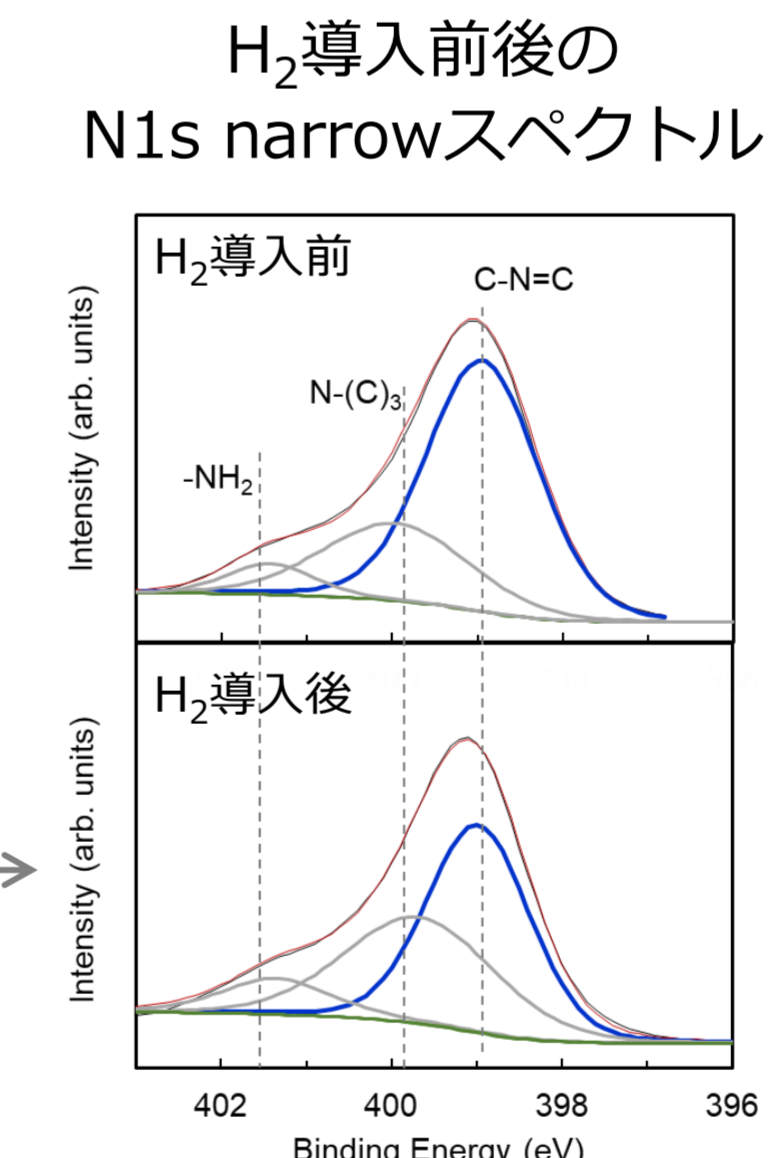 H₂導入前後の
N1s narrowスペクトル
H₂導入前
C-N=C
N-(C)₃
-NH₂
Intensity (arb. units)
H₂導入後
Intensity (arb. units)
402 400 398 396
Binding Energy (eV)